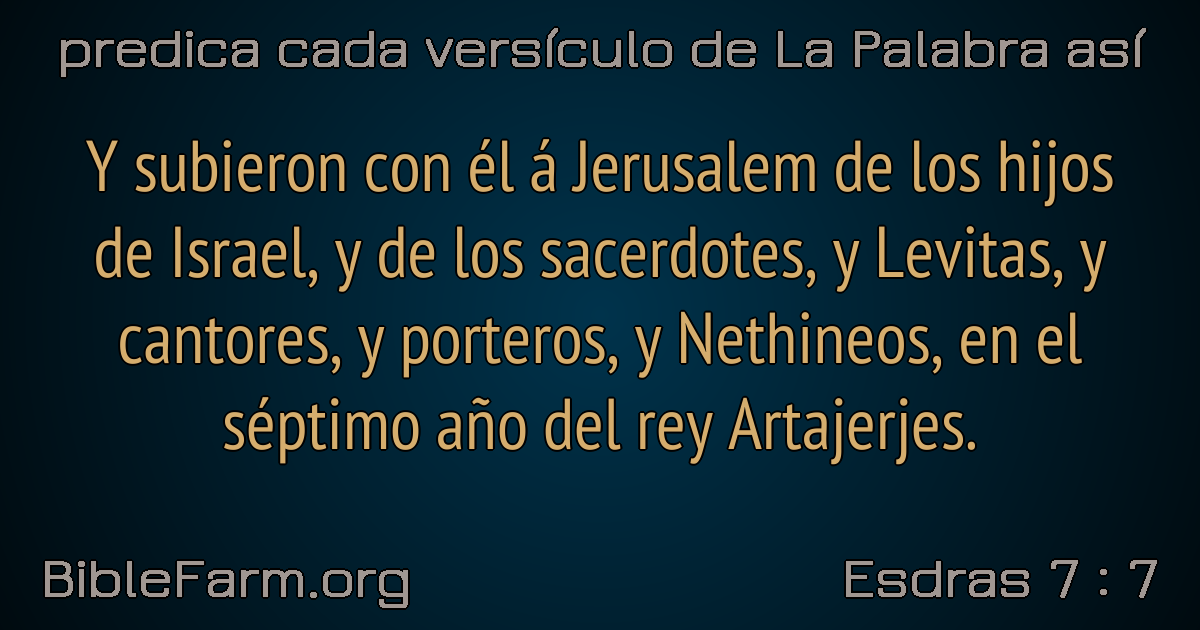 predica cada versículo de La Palabra así
Y subieron con él á Jerusalem de los hijos
de Israel, y de los sacerdotes, y Levitas, y
cantores, y porteros, y Nethineos, en el
séptimo año del rey Artajerjes.
BibleFarm.org
Esdras 7 : 7